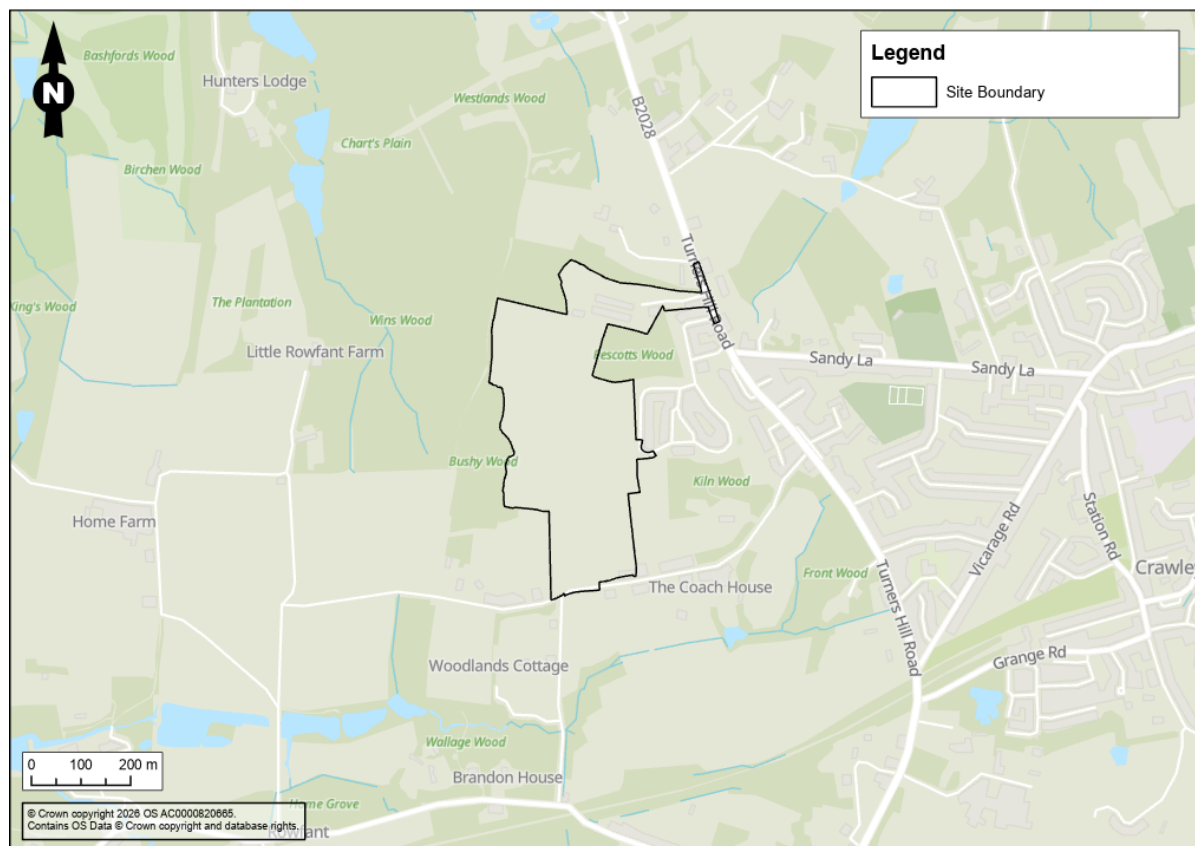 Bashfords Wood
Hunters Lodge
Westlands Wood
B2028
Legend
Site Boundary
N
Chart's Plain
Birchen Wood
Turners Hill Road
King's Wood
The Plantation
Wins Wood
Little Rowfant Farm
Pescotts Wood
Sandy La
Sandy La
Bushy Wood
Kiln Wood
Home Farm
Vicarage Rd
Station Rd
The Coach House
Front Wood
Turners Hill Road
Crawley
Woodlands Cottage
Grange Rd
Wallage Wood
Brandon House
0 100 200 m
Home Grove
© Crown copyright 2026 OS AC0000820665.
Contains OS Data © Crown copyright and database rights.
Rowfant